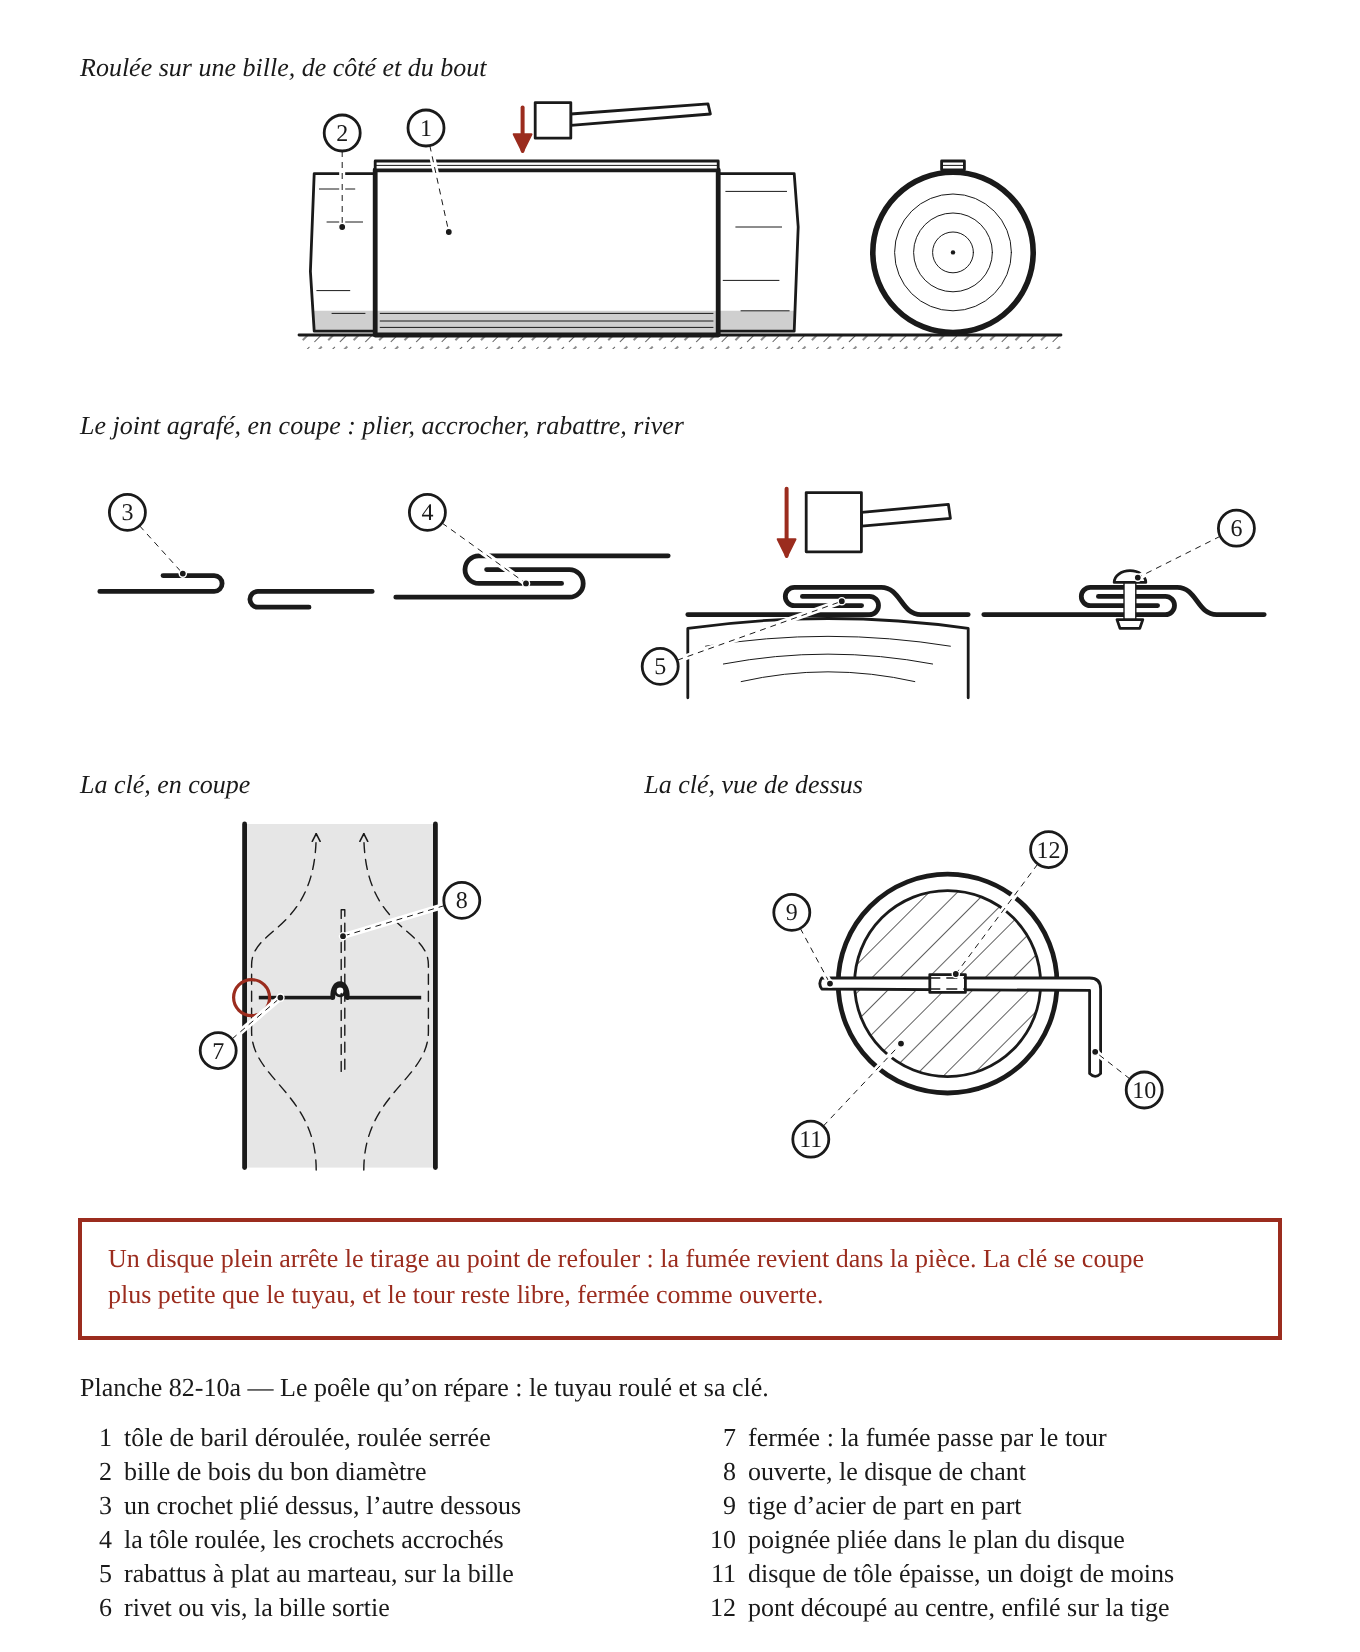 Roulée sur une bille, de côté et du bout
2
1
Le joint agrafé, en coupe : plier, accrocher, rabattre, river
3
4
5
6
La clé, en coupe
La clé, vue de dessus
8
7
12
9
10
11
Un disque plein arrête le tirage au point de refouler : la fumée revient dans la pièce. La clé se coupe
plus petite que le tuyau, et le tour reste libre, fermée comme ouverte.
Planche 82-10a — Le poêle qu’on répare : le tuyau roulé et sa clé.
1 tôle de baril déroulée, roulée serrée
2 bille de bois du bon diamètre
3 un crochet plié dessus, l’autre dessous
4 la tôle roulée, les crochets accrochés
5 rabattus à plat au marteau, sur la bille
6 rivet ou vis, la bille sortie
7 fermée : la fumée passe par le tour
8 ouverte, le disque de chant
9 tige d’acier de part en part
10 poignée pliée dans le plan du disque
11 disque de tôle épaisse, un doigt de moins
12 pont découpé au centre, enfilé sur la tige